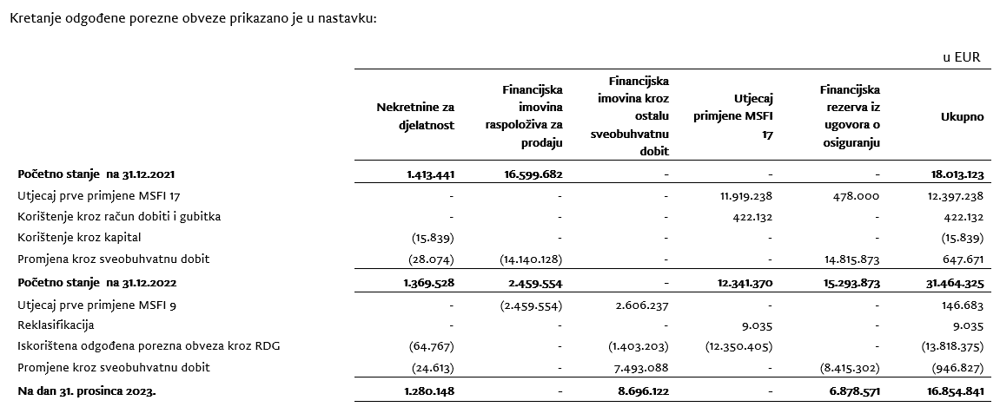 Kretanje odgođene porezne obveze prikazano je u nastavku:
u EUR
Nekretnine za djelatnost | Financijska imovina raspoloživa za prodaju | Financijska imovina kroz ostalu sveobuhvatnu dobit | Utjecaj primjene MSFI 17 | Financijska rezerva iz ugovora o osiguranju | Ukupno
Početno stanje na 31.12.2021 1.413.441 16.599.682 - - - 18.013.123
Utjecaj prve primjene MSFI 17 - - - 11.919.238 478.000 12.397.238
Korištenje kroz račun dobiti i gubitka - - - 422.132 - 422.132
Korištenje kroz kapital (15.839) - - - - (15.839)
Promjena kroz sveobuhvatnu dobit (28.074) (14.140.128) - - 14.815.873 647.671
Početno stanje na 31.12.2022 1.369.528 2.459.554 - 12.341.370 15.293.873 31.464.325
Utjecaj prve primjene MSFI 9 - (2.459.554) 2.606.237 - - 146.683
Reklasifikacija - - - 9.035 - 9.035
Iskorištena odgođena porezna obveza kroz RDG (64.767) - (1.403.203) (12.350.405) - (13.818.375)
Promjene kroz sveobuhvatnu dobit (24.613) - 7.493.088 - (8.415.302) (946.827)
Na dan 31. prosinca 2023. 1.280.148 - 8.696.122 - 6.878.571 16.854.841